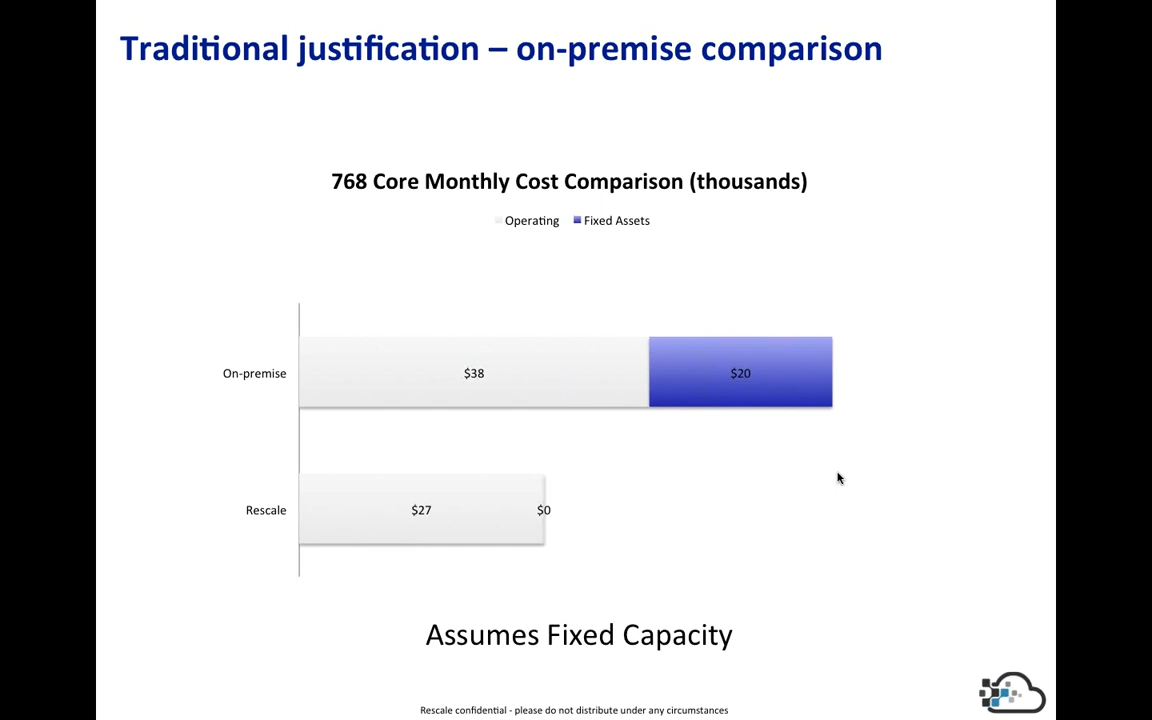 Traditional justification – on-premise comparison
768 Core Monthly Cost Comparison (thousands)
Operating Fixed Assets
On-premise $38 $20
Rescale $27 $0
Assumes Fixed Capacity
Rescale confidential - please do not distribute under any circumstances